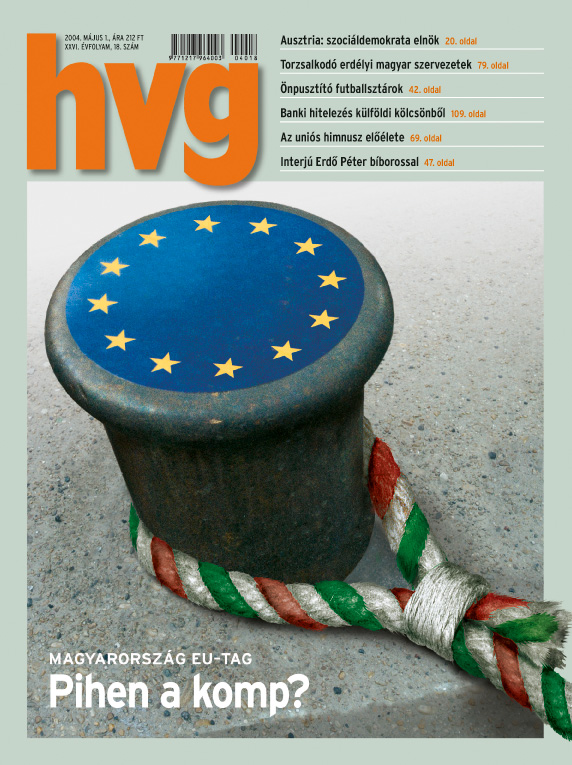 2004. MÁJUS 1., ÁRA 212 FT
XXVI. ÉVFOLYAM, 18. SZÁM
9771217964003 04018
hvg
Ausztria: szociáldemokrata elnök 20. oldal
Torzsalkodó erdélyi magyar szervezetek 79. oldal
Önpusztító futballsztárok 42. oldal
Banki hitelezés külföldi kölcsönből 109. oldal
Az uniós himnusz előélete 69. oldal
Interjú Erdő Péter bíborossal 47. oldal
MAGYARORSZÁG EU-TAG
Pihen a komp?